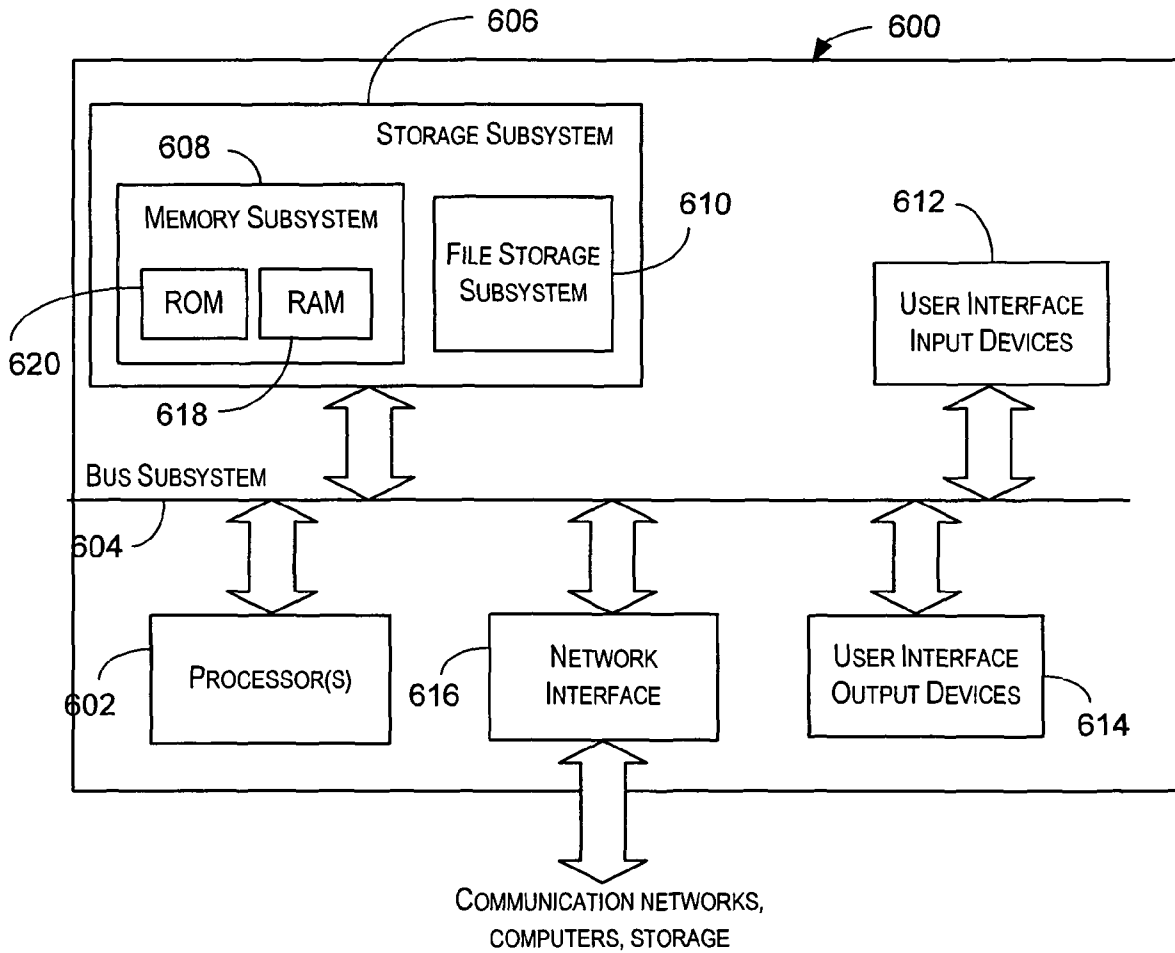 606
600
STORAGE SUBSYSTEM
608
MEMORY SUBSYSTEM
610
612
FILE STORAGE
SUBSYSTEM
ROM
RAM
USER INTERFACE
INPUT DEVICES
620
618
BUS SUBSYSTEM
604
PROCESSOR(S)
602
NETWORK
INTERFACE
616
USER INTERFACE
OUTPUT DEVICES
614
COMMUNICATION NETWORKS,
COMPUTERS, STORAGE